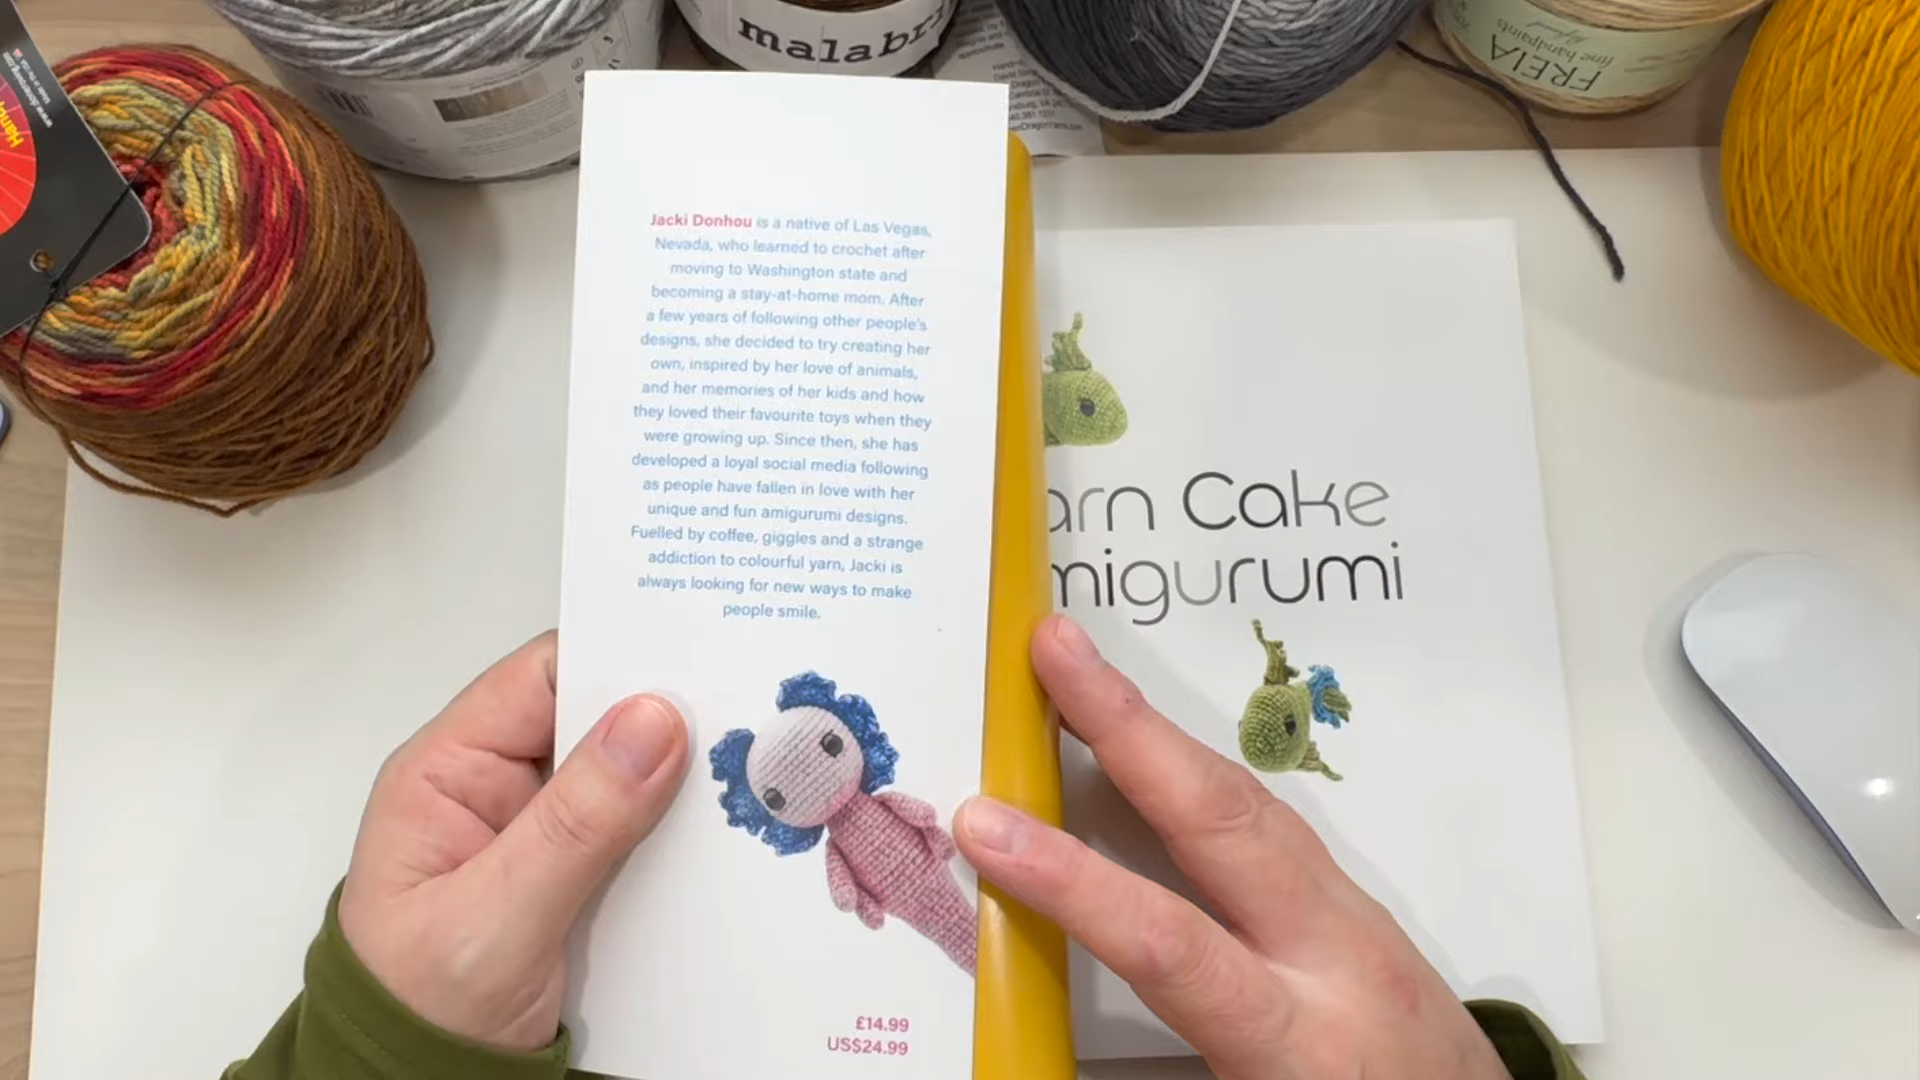 malabri
FREIA
fine handpaints
Jacki Donhou is a native of Las Vegas,
Nevada, who learned to crochet after
moving to Washington state and
becoming a stay-at-home mom. After
a few years of following other people's
designs, she decided to try creating her
own, inspired by her love of animals,
and her memories of her kids and how
they loved their favourite toys when they
were growing up. Since then, she has
developed a loyal social media following
as people have fallen in love with her
unique and fun amigurumi designs.
Fuelled by coffee, giggles and a strange
addiction to colourful yarn, Jacki is
always looking for new ways to make
people smile.
£14.99
US$24.99
arn Cake
migurumi